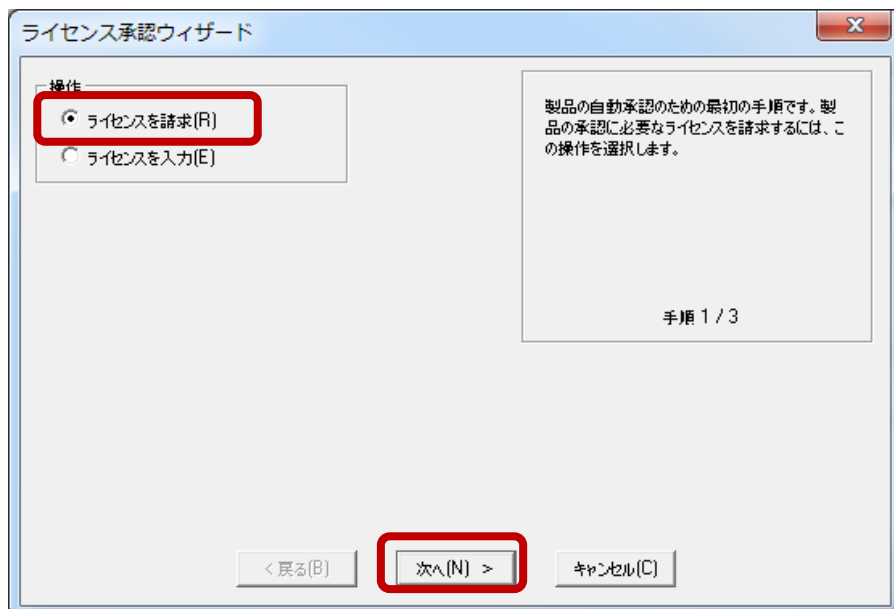 ライセンス承認ウィザード
操作
ライセンスを請求(R)
ライセンスを入力(E)
製品の自動承認のための最初の手順です。製
品の承認に必要なライセンスを請求するには、こ
の操作を選択します。
手順 1 / 3
< 戻る(B)
次へ(N) >
キャンセル(C)